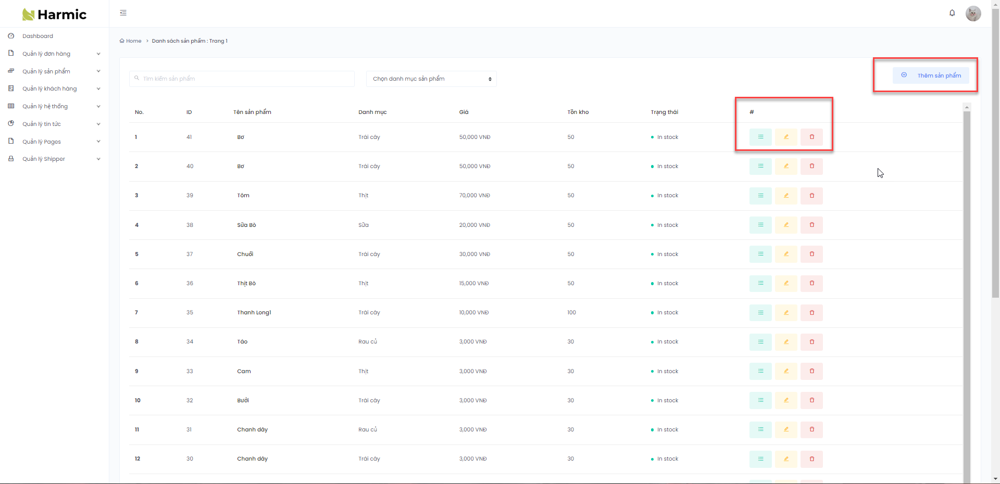 Harmic
Dashboard
Quản lý đơn hàng
Quản lý sản phẩm
Quản lý khách hàng
Quản lý hệ thống
Quản lý tin tức
Quản lý Pages
Quản lý Shipper
Home > Danh sách sản phẩm : Trang 1
Tìm kiếm sản phẩm
Chọn danh mục sản phẩm
Thêm sản phẩm
No. ID Tên sản phẩm Danh mục Giá Tồn kho Trạng thái #
1 41 Bơ Trái cây 50,000 VNĐ 50 In stock
2 40 Bơ Trái cây 50,000 VNĐ 50 In stock
3 39 Tôm Thịt 70,000 VNĐ 50 In stock
4 38 Sữa Bò Sữa 20,000 VNĐ 50 In stock
5 37 Chuối Trái cây 30,000 VNĐ 50 In stock
6 36 Thịt Bò Thịt 15,000 VNĐ 50 In stock
7 35 Thanh Long1 Trái cây 10,000 VNĐ 100 In stock
8 34 Táo Rau củ 3,000 VNĐ 30 In stock
9 33 Cam Thịt 3,000 VNĐ 30 In stock
10 32 Bưởi Trái cây 3,000 VNĐ 30 In stock
11 31 Chanh dây Rau củ 3,000 VNĐ 30 In stock
12 30 Chanh dây Trái cây 3,000 VNĐ 30 In stock